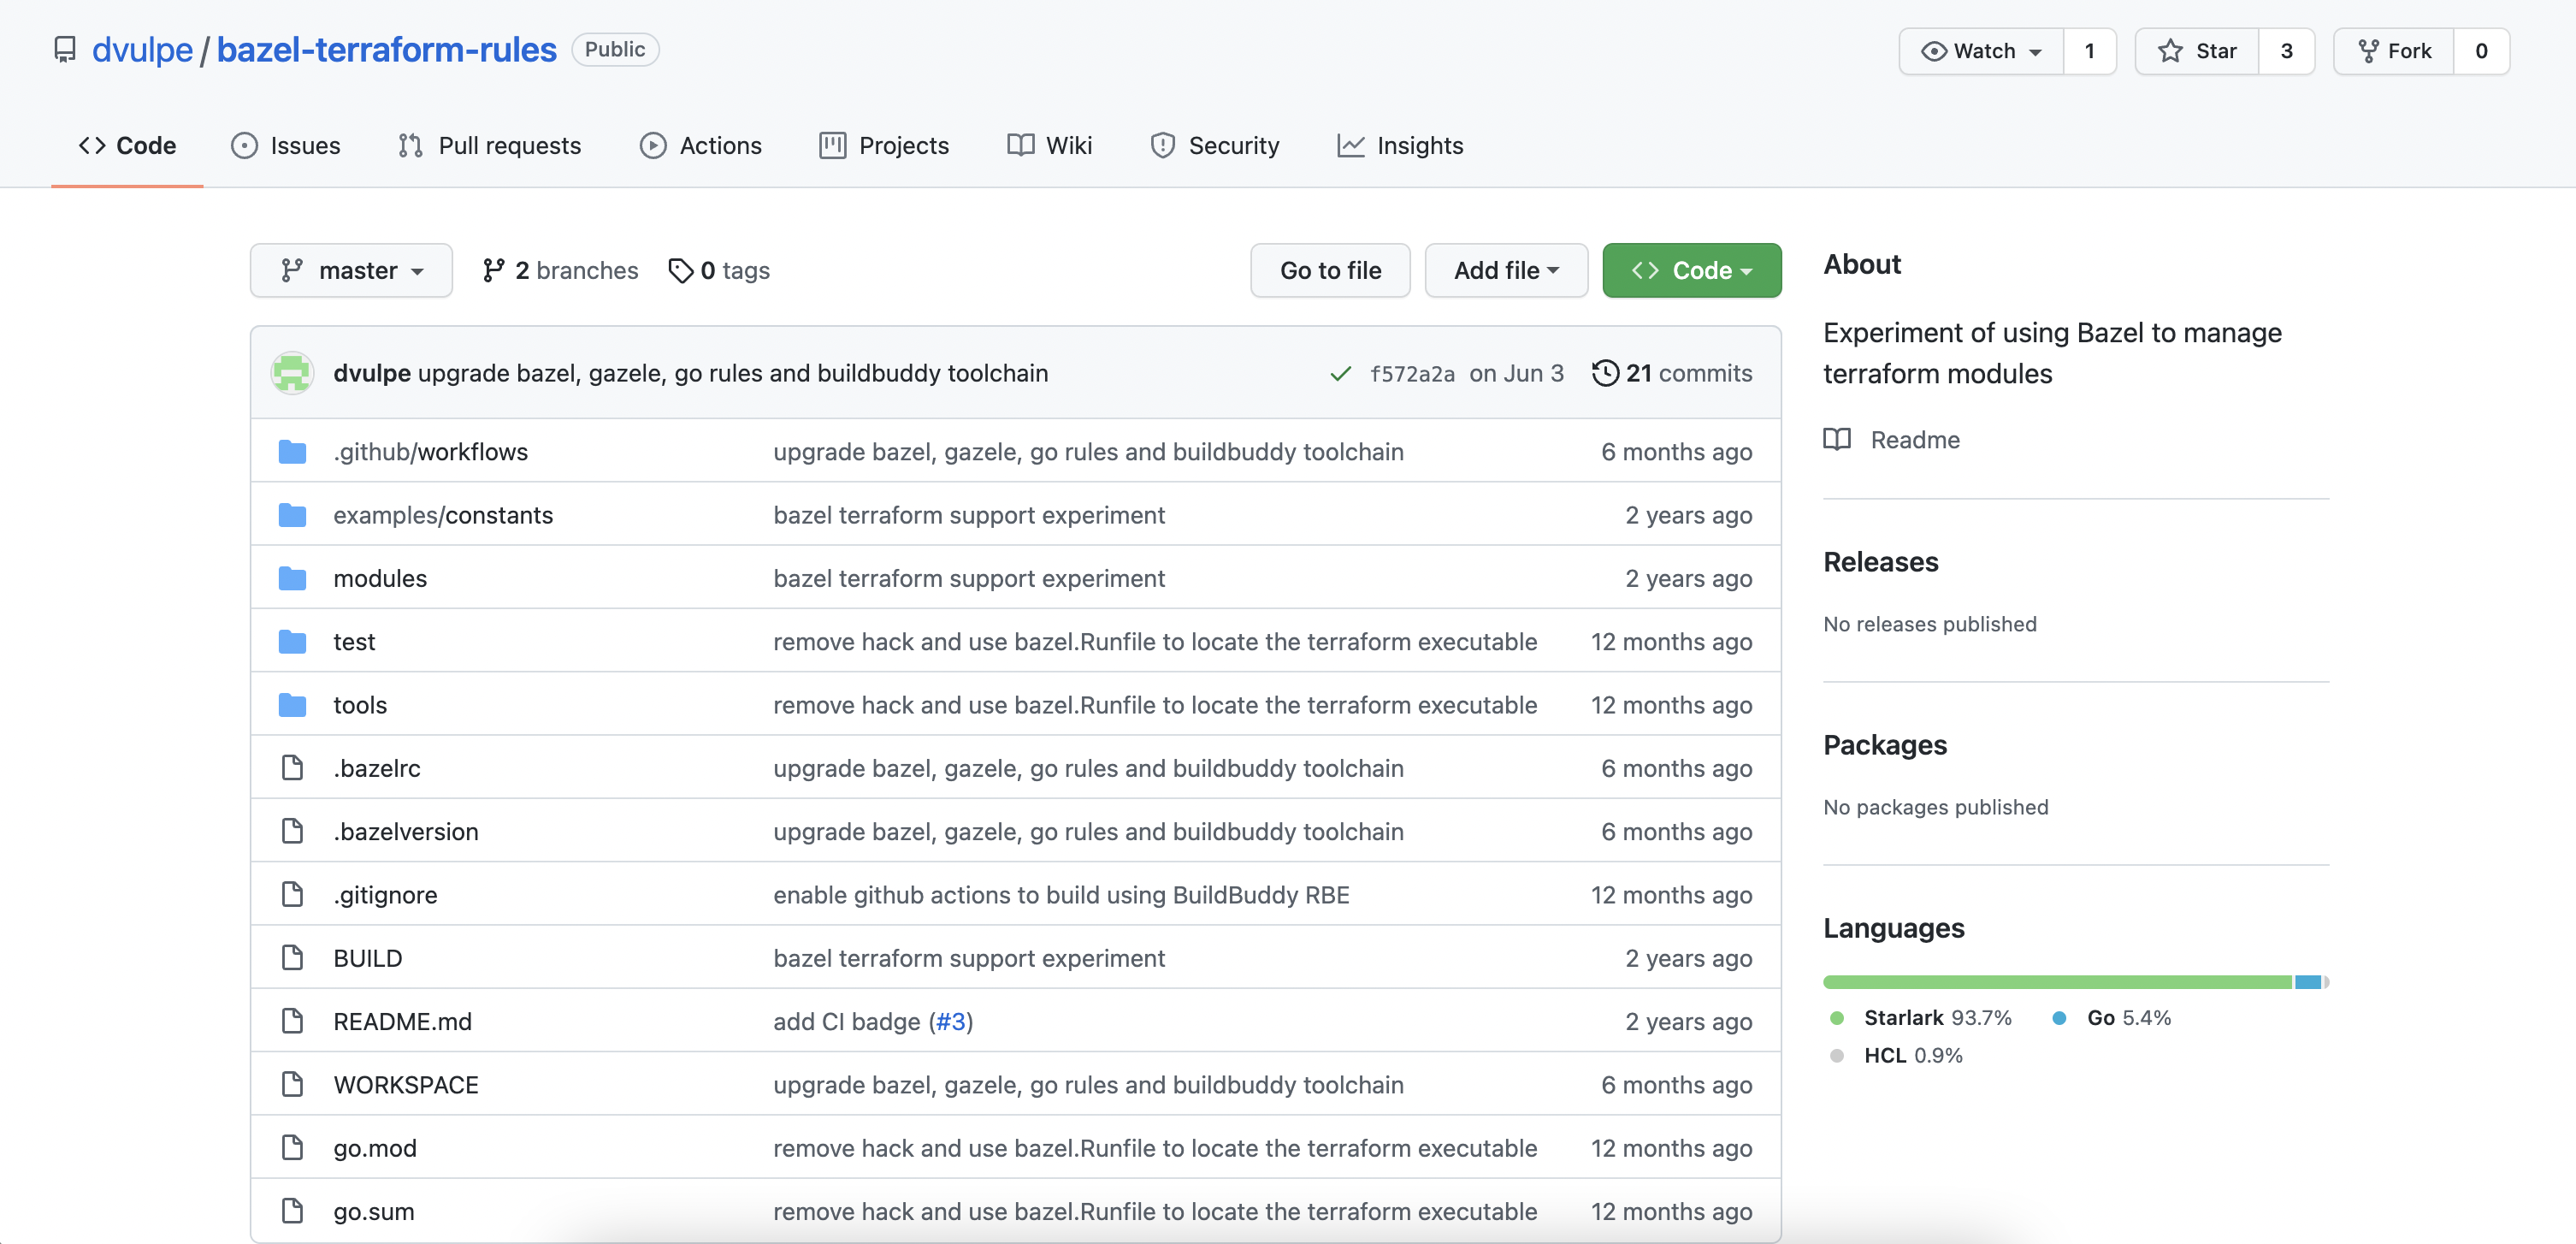 dvulpe / bazel-terraform-rules Public
Watch 1 Star 3 Fork 0
Code Issues Pull requests Actions Projects Wiki Security Insights
master 2 branches 0 tags Go to file Add file Code
dvulpe upgrade bazel, gazele, go rules and buildbuddy toolchain f572a2a on Jun 3 21 commits
.github/workflows upgrade bazel, gazele, go rules and buildbuddy toolchain 6 months ago
examples/constants bazel terraform support experiment 2 years ago
modules bazel terraform support experiment 2 years ago
test remove hack and use bazel.Runfile to locate the terraform executable 12 months ago
tools remove hack and use bazel.Runfile to locate the terraform executable 12 months ago
.bazelrc upgrade bazel, gazele, go rules and buildbuddy toolchain 6 months ago
.bazelversion upgrade bazel, gazele, go rules and buildbuddy toolchain 6 months ago
.gitignore enable github actions to build using BuildBuddy RBE 12 months ago
BUILD bazel terraform support experiment 2 years ago
README.md add CI badge (#3) 2 years ago
WORKSPACE upgrade bazel, gazele, go rules and buildbuddy toolchain 6 months ago
go.mod remove hack and use bazel.Runfile to locate the terraform executable 12 months ago
go.sum remove hack and use bazel.Runfile to locate the terraform executable 12 months ago
About
Experiment of using Bazel to manage
terraform modules
Readme
Releases
No releases published
Packages
No packages published
Languages
Starlark 93.7% Go 5.4%
HCL 0.9%